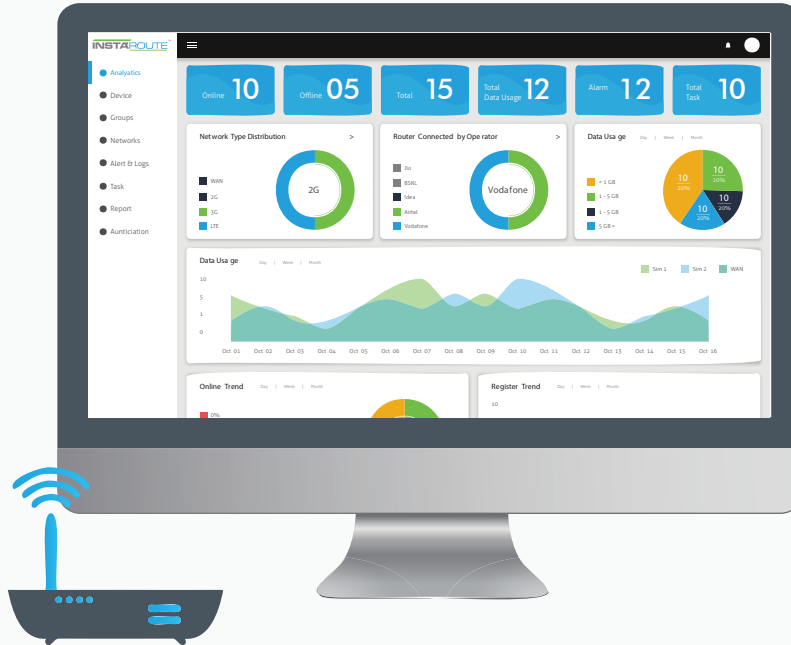 INSTAROUTE
Analyatics
Device
Groups
Networks
Alert & Logs
Task
Report
Aunticiation
Online 10
Offline 05
Total 15
Total
Data Usage 12
Alarm 12
Total
Task 10
Network Type Distribution >
WAN
2G
3G
LTE
2G
Router Connected by Operator >
Jio
BSNL
Idea
Airtel
Vodafone
Vodafone
Data Usa ge Day | Week | Month
< 1 GB
1 - 5 GB
1 - 5 GB
5 GB <
10
20%
10
20%
10
20%
10
20%
Data Usa ge Day | Week | Month
Sim 1 Sim 2 WAN
10
5
1
0
Oct 01 Oct 02 Oct 03 Oct 04 Oct 05 Oct 06 Oct 07 Oct 08 Oct 09 Oct 10 Oct 11 Oct 12 Oct 13 Oct 14 Oct 15 Oct 16
Online Trend Day | Week | Month
0%
Register Trend Day | Week | Month
10